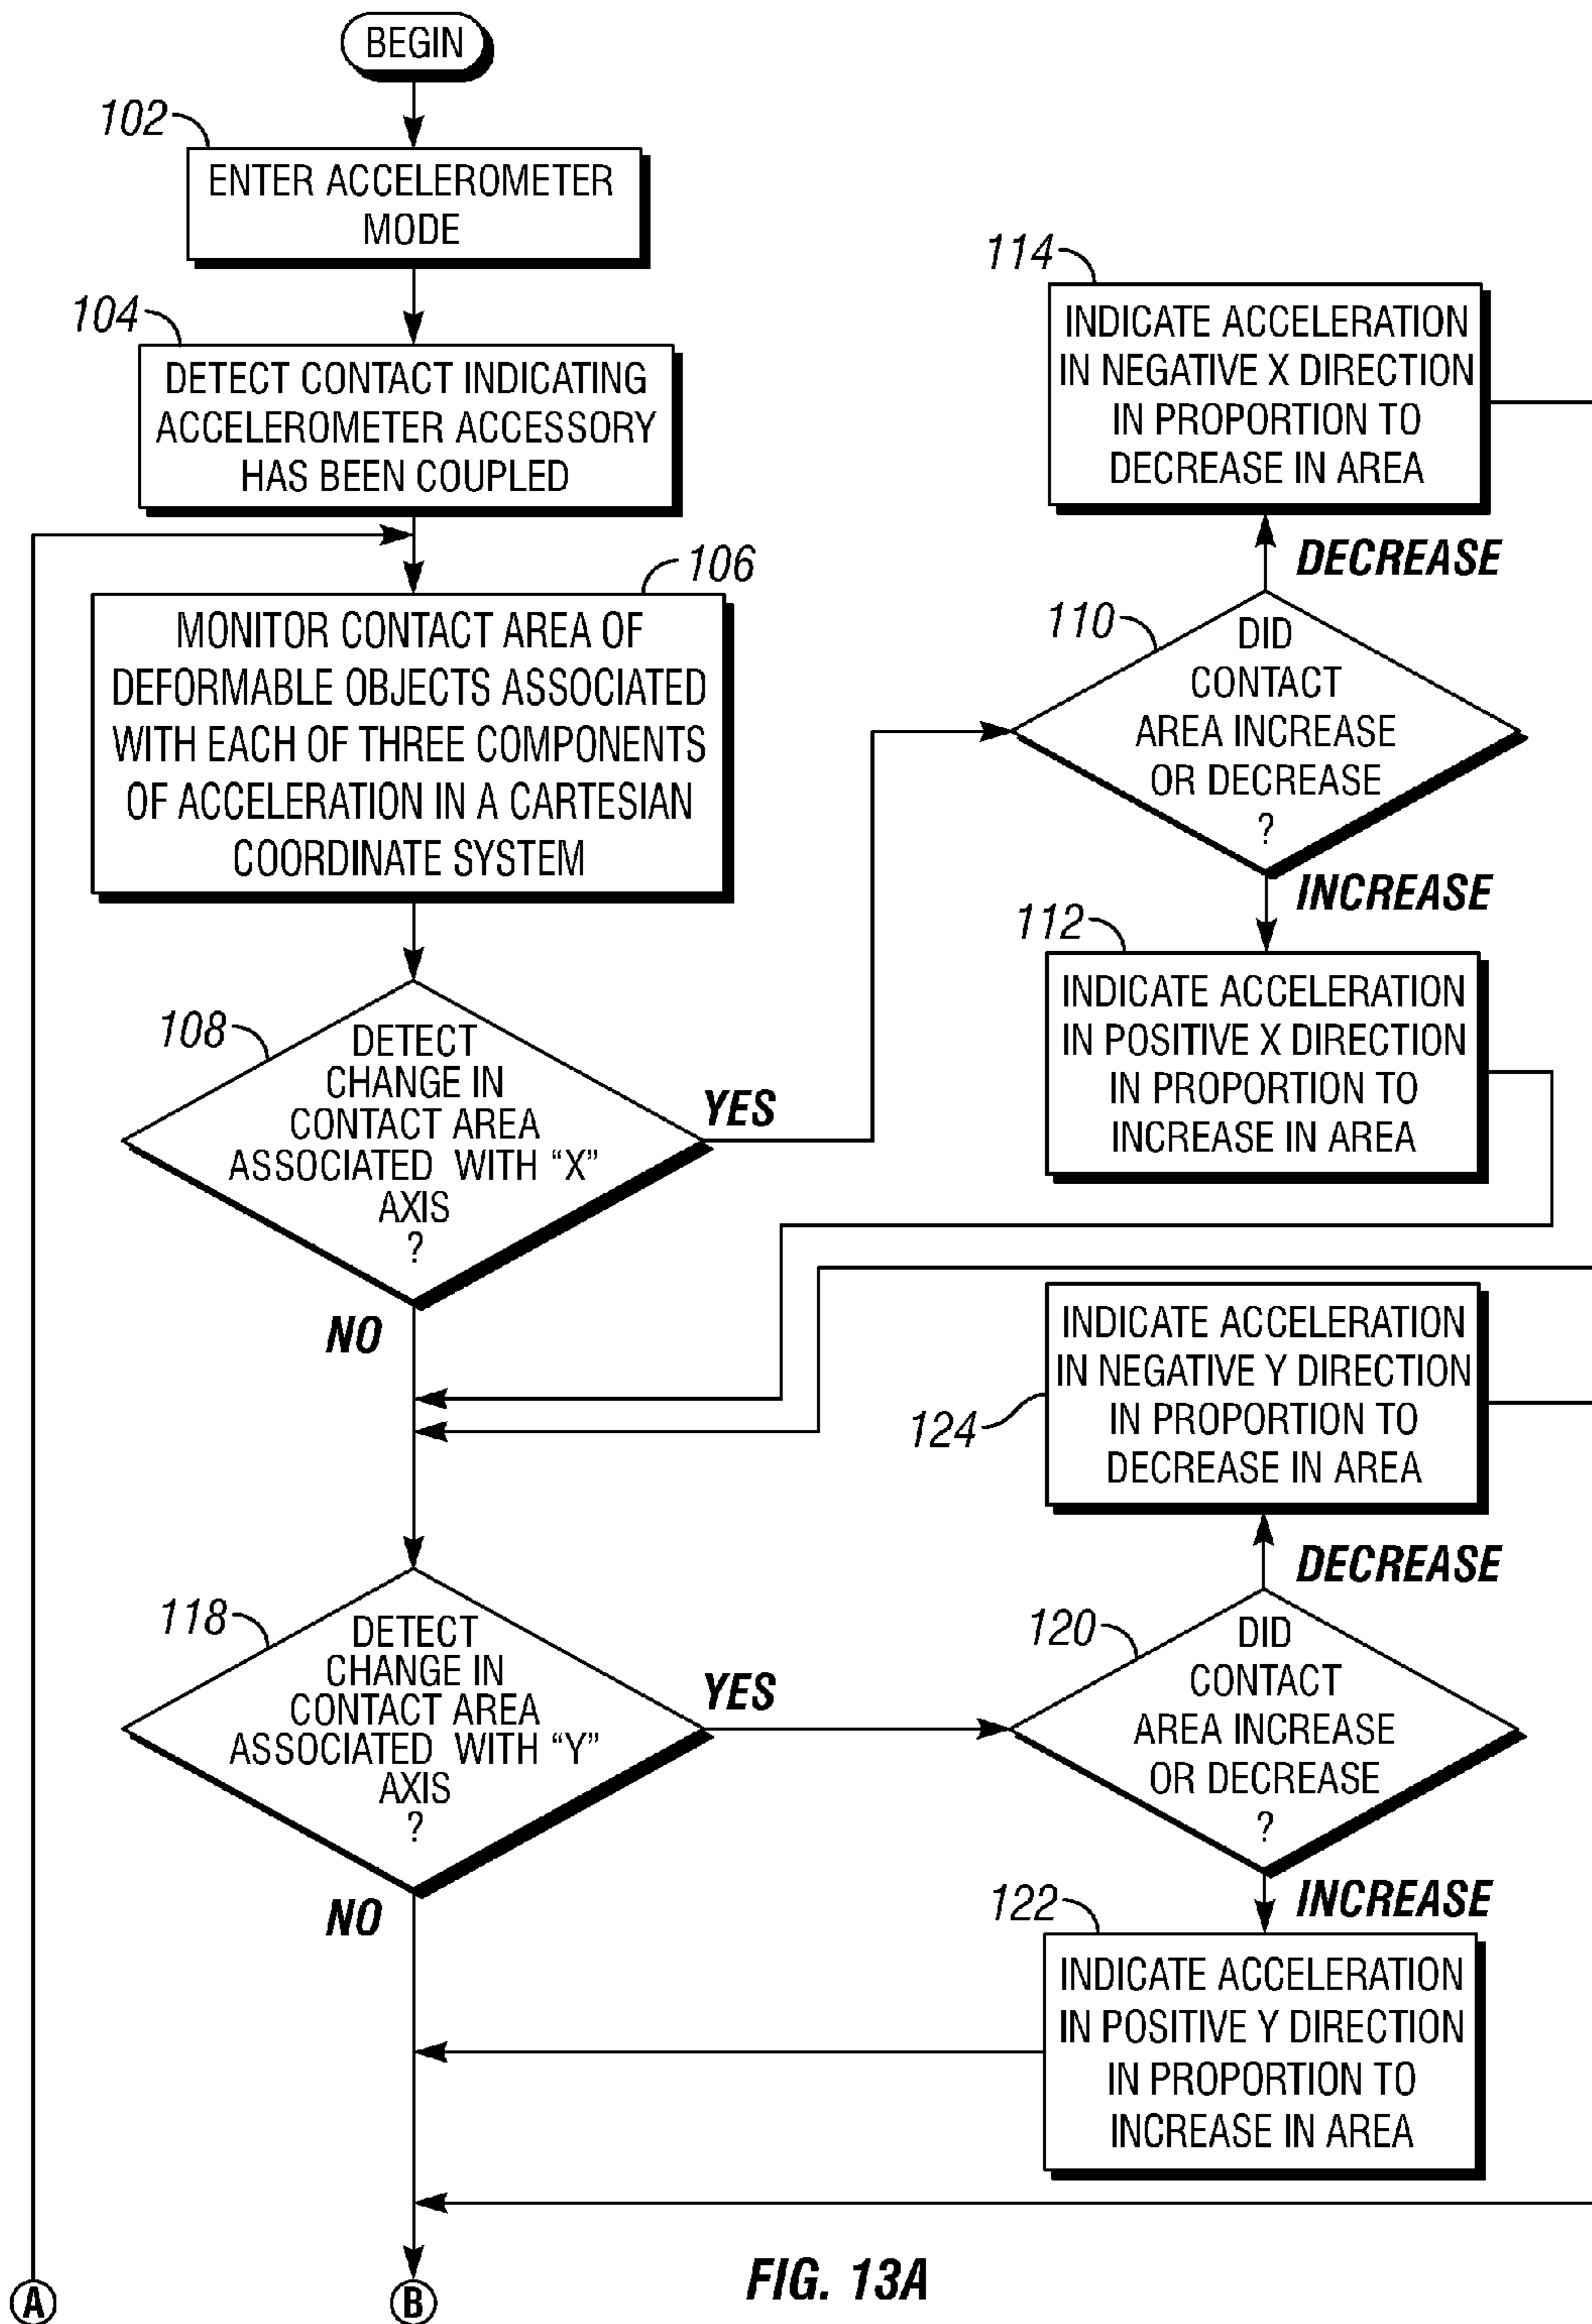 BEGIN
102
ENTER ACCELEROMETER
MODE
104
DETECT CONTACT INDICATING
ACCELEROMETER ACCESSORY
HAS BEEN COUPLED
106
MONITOR CONTACT AREA OF
DEFORMABLE OBJECTS ASSOCIATED
WITH EACH OF THREE COMPONENTS
OF ACCELERATION IN A CARTESIAN
COORDINATE SYSTEM
108
DETECT
CHANGE IN
CONTACT AREA
ASSOCIATED WITH “X”
AXIS
?
YES
NO
114
INDICATE ACCELERATION
IN NEGATIVE X DIRECTION
IN PROPORTION TO
DECREASE IN AREA
DECREASE
110
DID
CONTACT
AREA INCREASE
OR DECREASE
?
INCREASE
112
INDICATE ACCELERATION
IN POSITIVE X DIRECTION
IN PROPORTION TO
INCREASE IN AREA
118
DETECT
CHANGE IN
CONTACT AREA
ASSOCIATED WITH “Y”
AXIS
?
YES
NO
124
INDICATE ACCELERATION
IN NEGATIVE Y DIRECTION
IN PROPORTION TO
DECREASE IN AREA
DECREASE
120
DID
CONTACT
AREA INCREASE
OR DECREASE
?
INCREASE
122
INDICATE ACCELERATION
IN POSITIVE Y DIRECTION
IN PROPORTION TO
INCREASE IN AREA
A
B
FIG. 13A